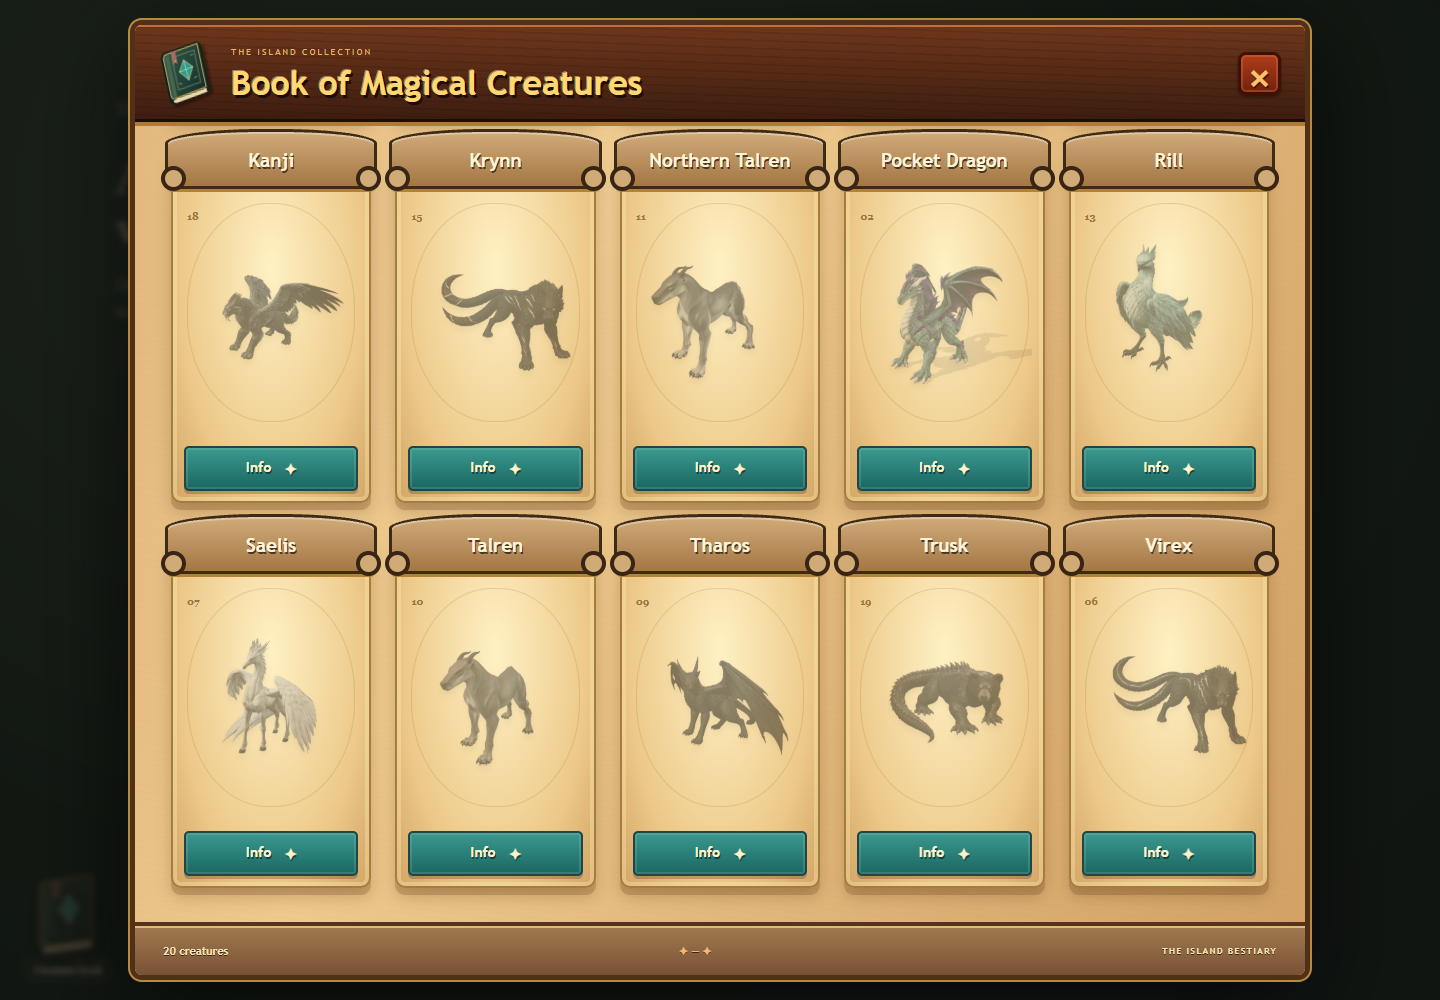 THE ISLAND COLLECTION
Book of Magical Creatures
Kanji
Krynn
Northern Talren
Pocket Dragon
Rill
18
15
11
02
13
Info
Info
Info
Info
Info
Saelis
Talren
Tharos
Trusk
Virex
07
10
09
19
06
Info
Info
Info
Info
Info
20 creatures
THE ISLAND BESTIARY